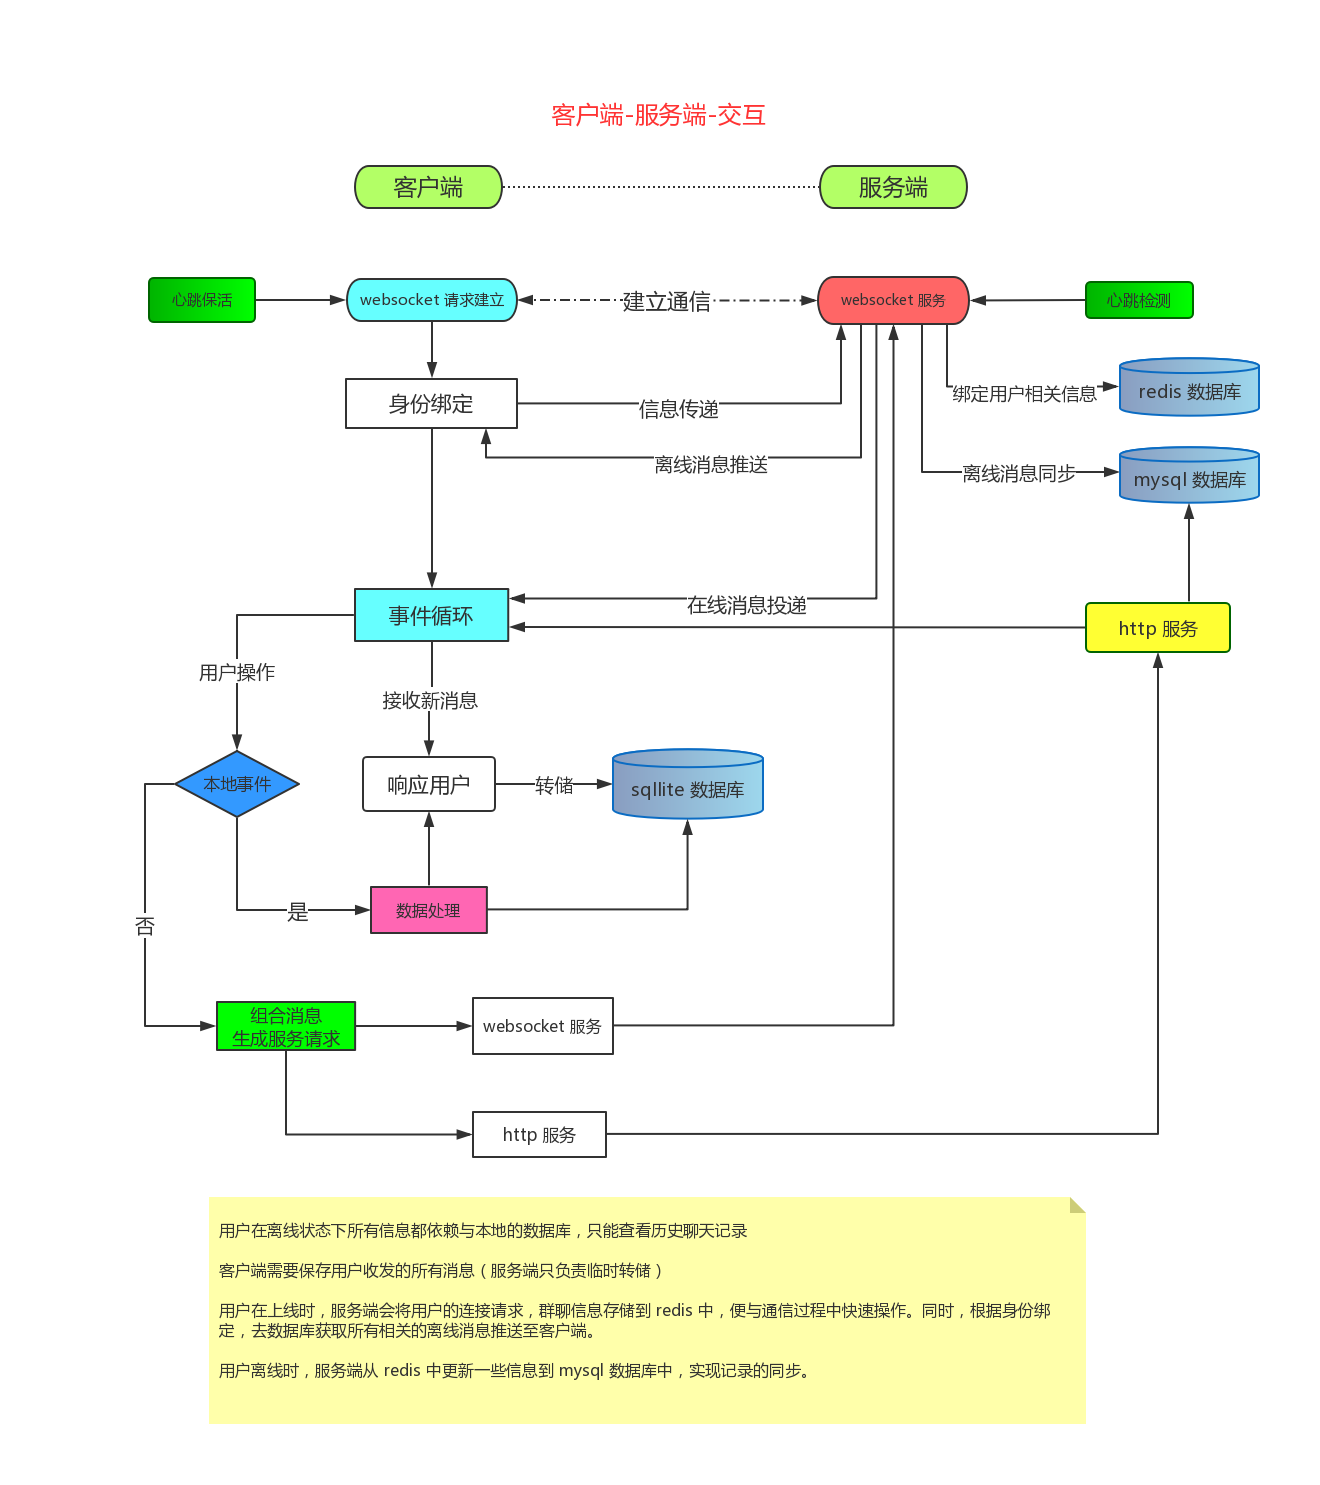 客户端-服务端-交互
客户端
服务端
心跳保活
websocket 请求建立
建立通信
websocket 服务
心跳检测
绑定用户相关信息
redis 数据库
身份绑定
信息传递
离线消息推送
离线消息同步
mysql 数据库
事件循环
在线消息投递
http 服务
用户操作
接收新消息
本地事件
响应用户
转储
sqllite 数据库
是
数据处理
否
组合消息
生成服务请求
websocket 服务
http 服务
用户在离线状态下所有信息都依赖与本地的数据库，只能查看历史聊天记录
客户端需要保存用户收发的所有消息（服务端只负责临时转储）
用户在上线时，服务端会将用户的连接请求，群聊信息存储到 redis 中，便与通信过程中快速操作。同时，根据身份绑
定，去数据库获取所有相关的离线消息推送至客户端。
用户离线时，服务端从 redis 中更新一些信息到 mysql 数据库中，实现记录的同步。